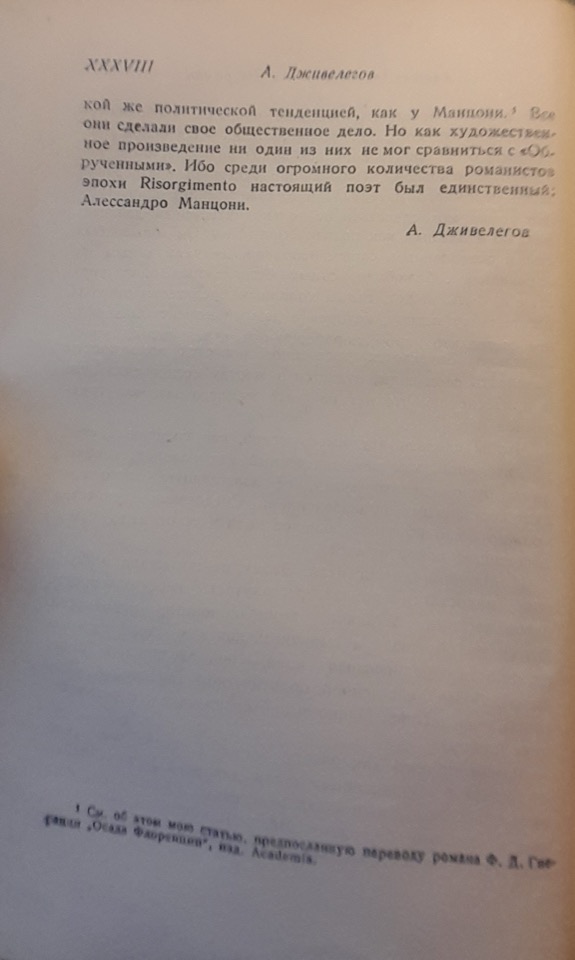 XXXVIII
А. Дживелегов
кой же политической тенденцией, как у Манцони.¹ Все
они сделали свое общественное дело. Но как художествен-
ное произведение ни один из них не мог сравниться с «Об-
рученными». Ибо среди огромного количества романистов
эпохи Risorgimento настоящий поэт был единственный:
Алессандро Манцони.
А. Дживелегов
¹ См. об этом мою статью, предпосланную переводу романа Ф. Д. Гвер-
рацци „Осада Флоренции", изд. Academia.